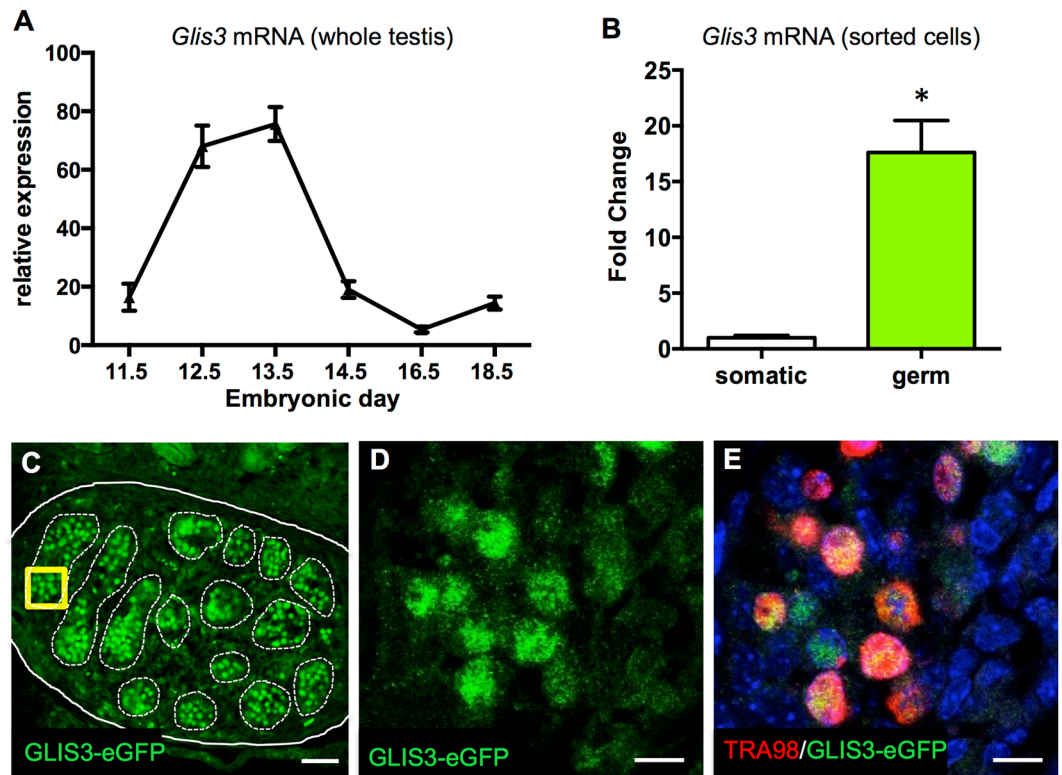 A
Glis3 mRNA (whole testis)
100
80
60
40
20
0
relative expression
11.5 12.5 13.5 14.5 16.5 18.5
Embryonic day
B
Glis3 mRNA (sorted cells)
25
20
15
10
5
0
Fold Change
*
somatic germ
C
GLIS3-eGFP
D
GLIS3-eGFP
E
TRA98/GLIS3-eGFP